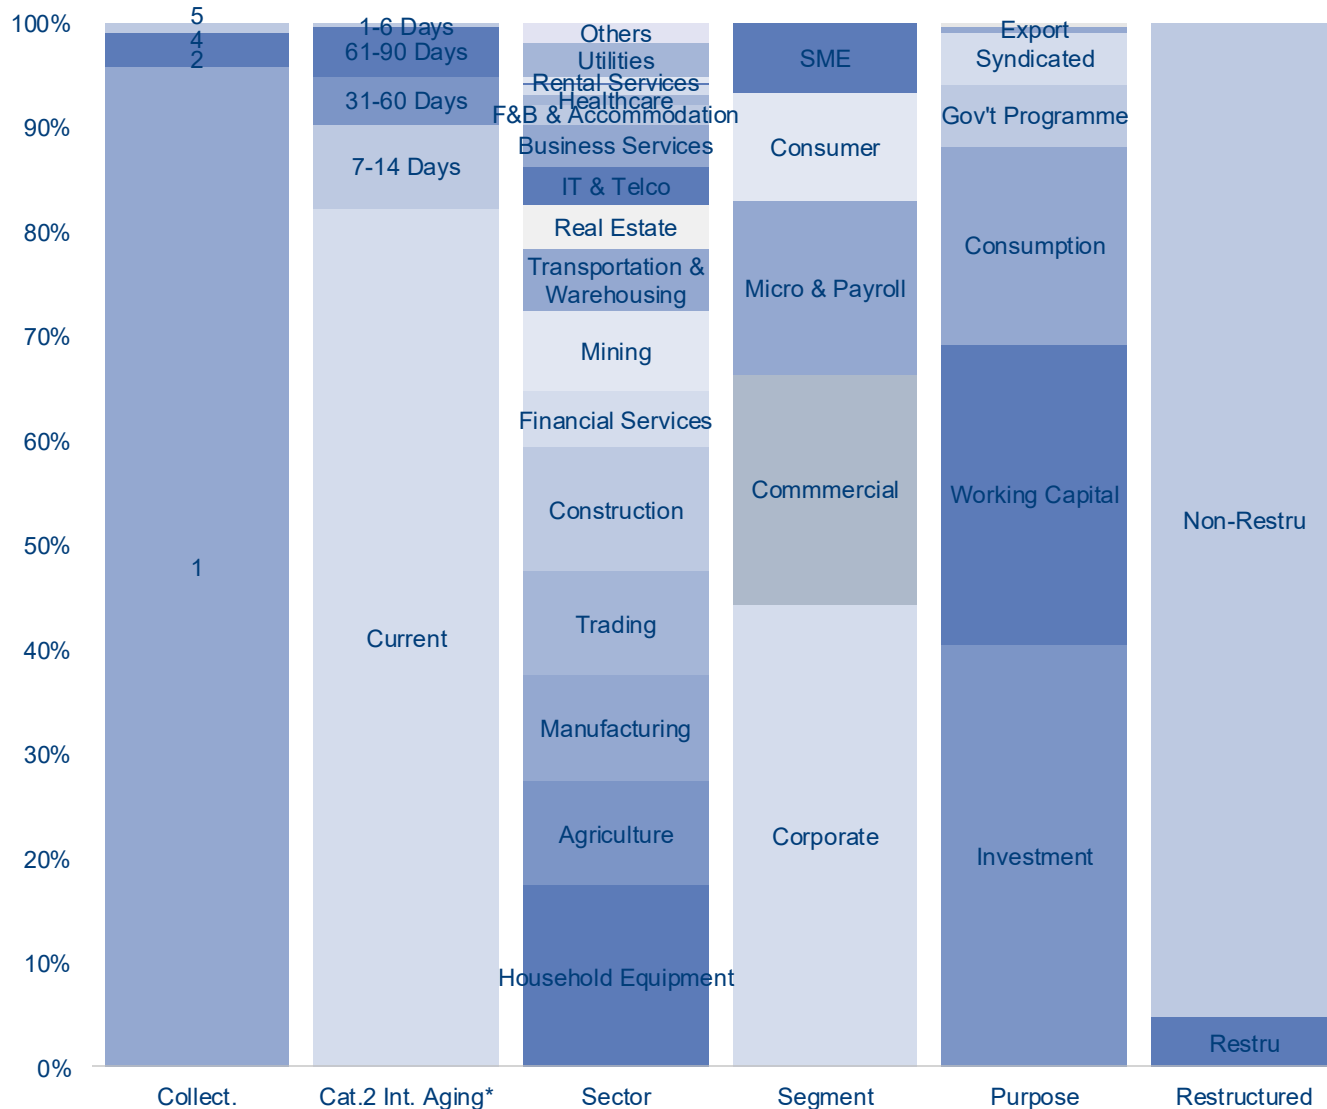 100%
90%
80%
70%
60%
50%
40%
30%
20%
10%
0%
5
4
2
1
Collect.
1-6 Days
61-90 Days
31-60 Days
7-14 Days
Current
Cat.2 Int. Aging*
Others
Utilities
Rental Services
Healthcare
F&B & Accommodation
Business Services
IT & Telco
Real Estate
Transportation &
Warehousing
Mining
Financial Services
Construction
Trading
Manufacturing
Agriculture
Household Equipment
Sector
SME
Consumer
Micro & Payroll
Commmercial
Corporate
Segment
Export
Syndicated
Gov't Programme
Consumption
Working Capital
Investment
Purpose
Non-Restru
Restru
Restructured